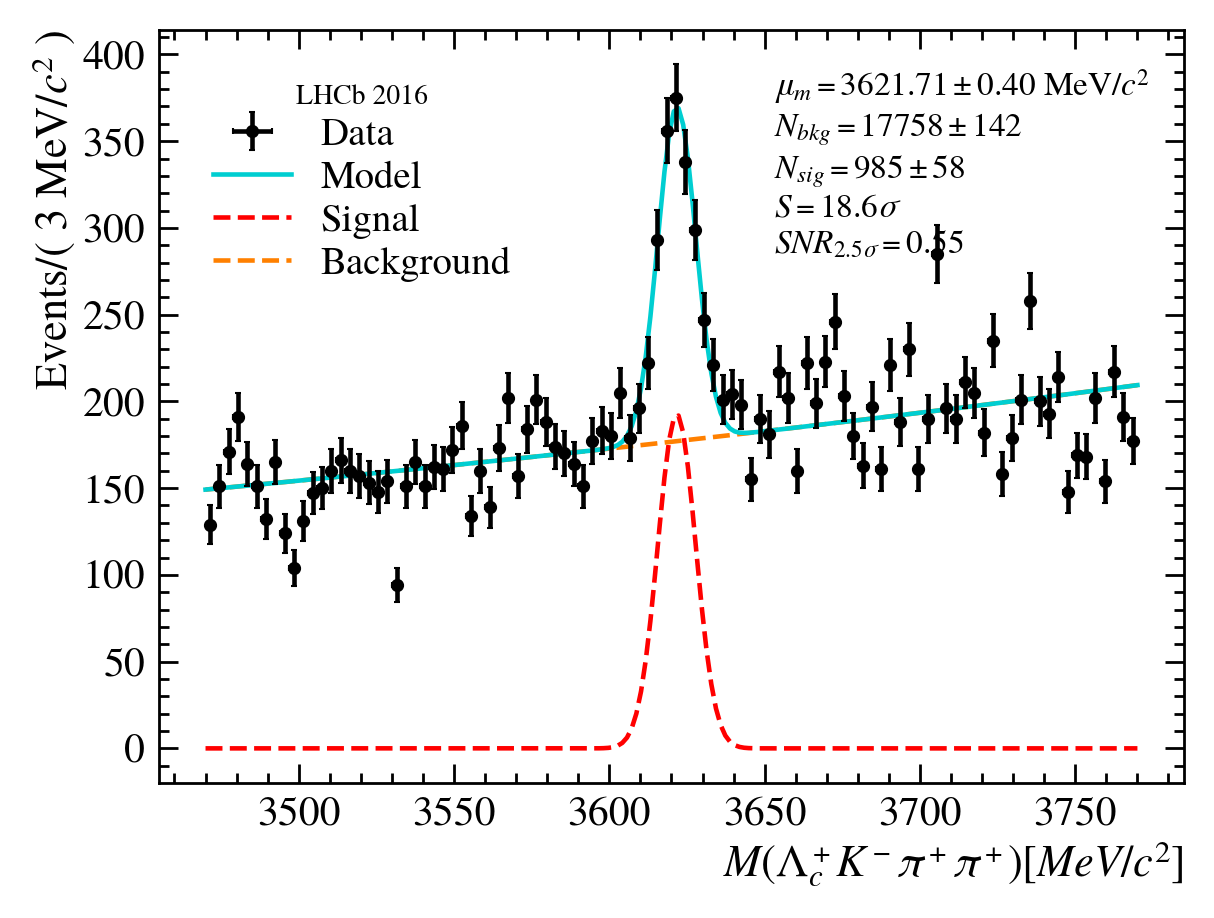 Events/( 3 MeV/c² )
400
350
300
250
200
150
100
50
0
LHCb 2016
Data
Model
Signal
Background
μ_m = 3621.71 ± 0.40 MeV/c²
N_bkg = 17758 ± 142
N_sig = 985 ± 58
S = 18.6σ
SNR_2.5σ = 0.55
3500 3550 3600 3650 3700 3750
M(Λ_c⁺K⁻π⁺π⁺)[MeV/c²]